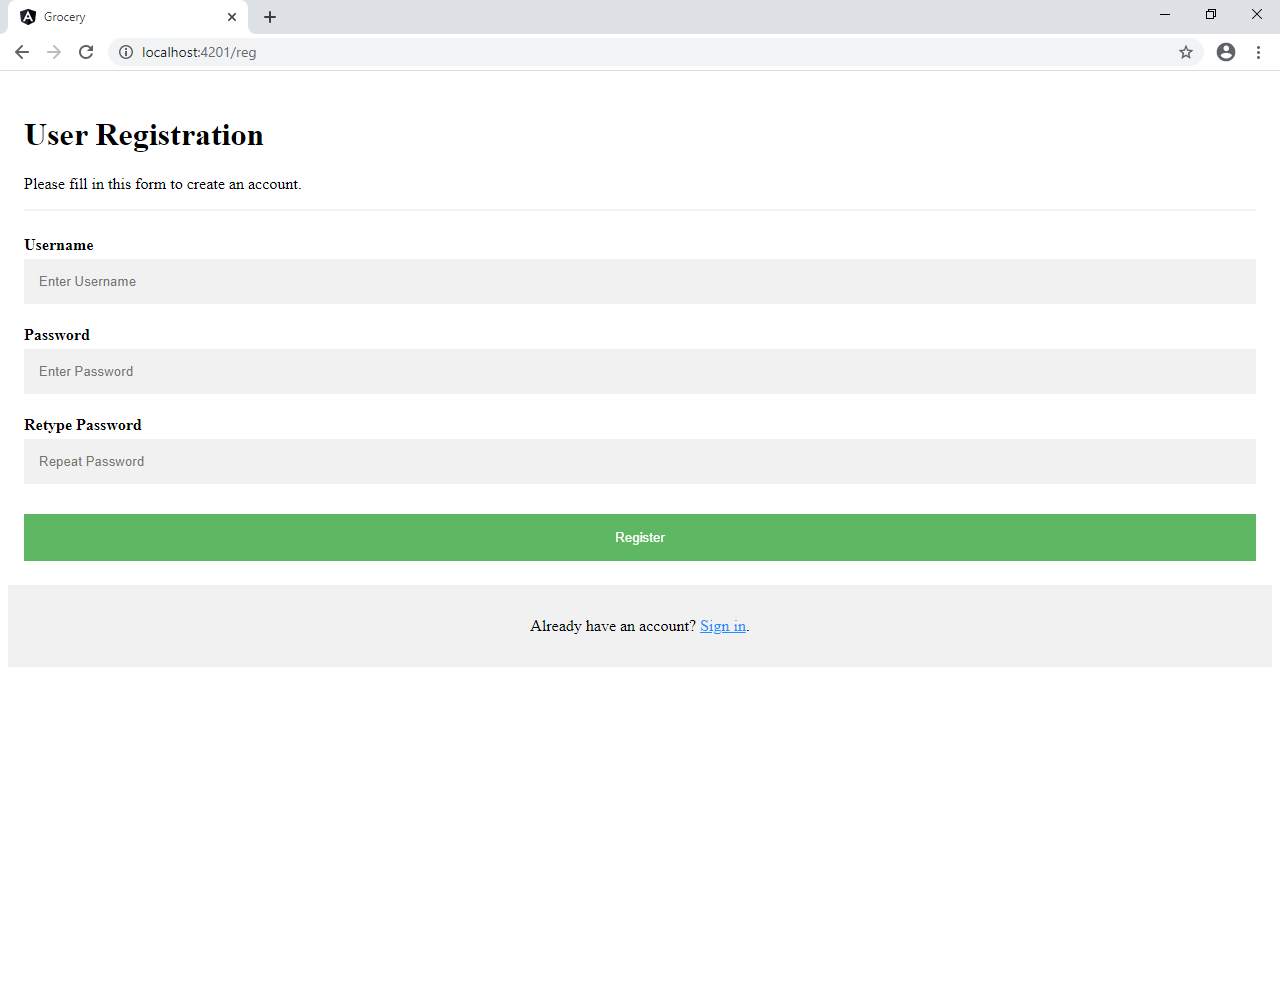 Grocery
localhost:4201/reg
User Registration
Please fill in this form to create an account.
Username
Enter Username
Password
Enter Password
Retype Password
Repeat Password
Register
Already have an account? Sign in.